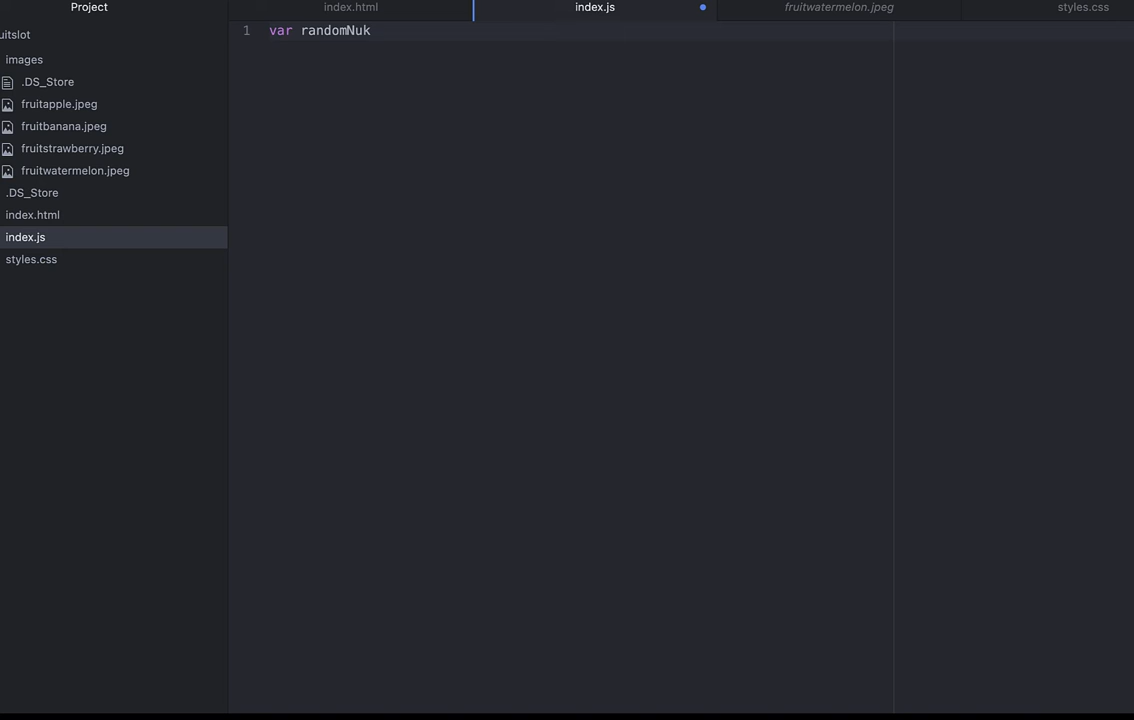 Project
index.html
index.js
fruitwatermelon.jpeg
styles.css
uitslot
images
.DS_Store
fruitapple.jpeg
fruitbanana.jpeg
fruitstrawberry.jpeg
fruitwatermelon.jpeg
.DS_Store
index.html
index.js
styles.css
1 var randomNuk